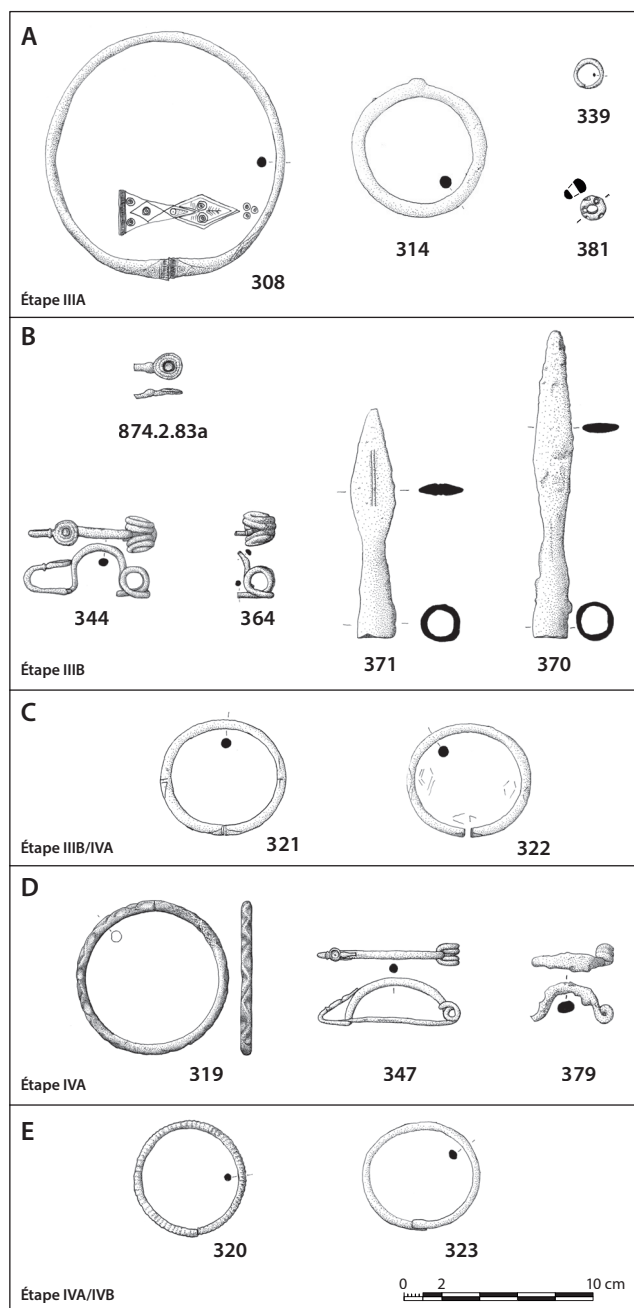 A
339
381
314
308
Étape IIIA
B
874.2.83a
344
364
371
370
Étape IIIB
C
321
322
Étape IIIB/IVA
D
319
347
379
Étape IVA
E
320
323
Étape IVA/IVB
0 2 10 cm